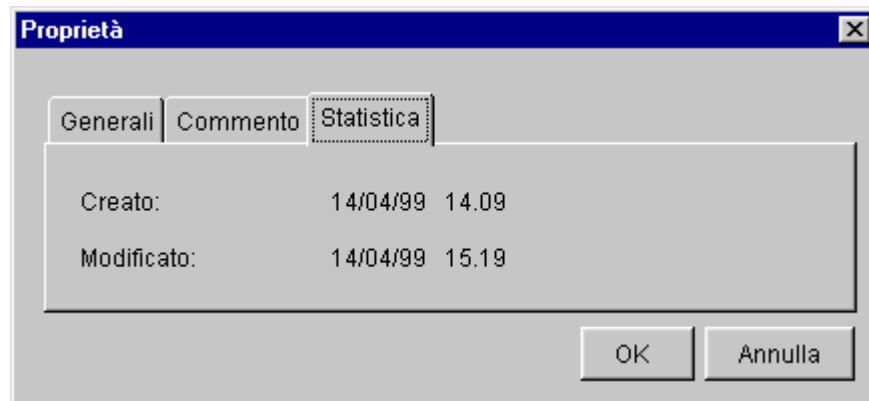 Proprietà
Generali Commento Statistica
Creato: 14/04/99 14.09
Modificato: 14/04/99 15.19
OK Annulla